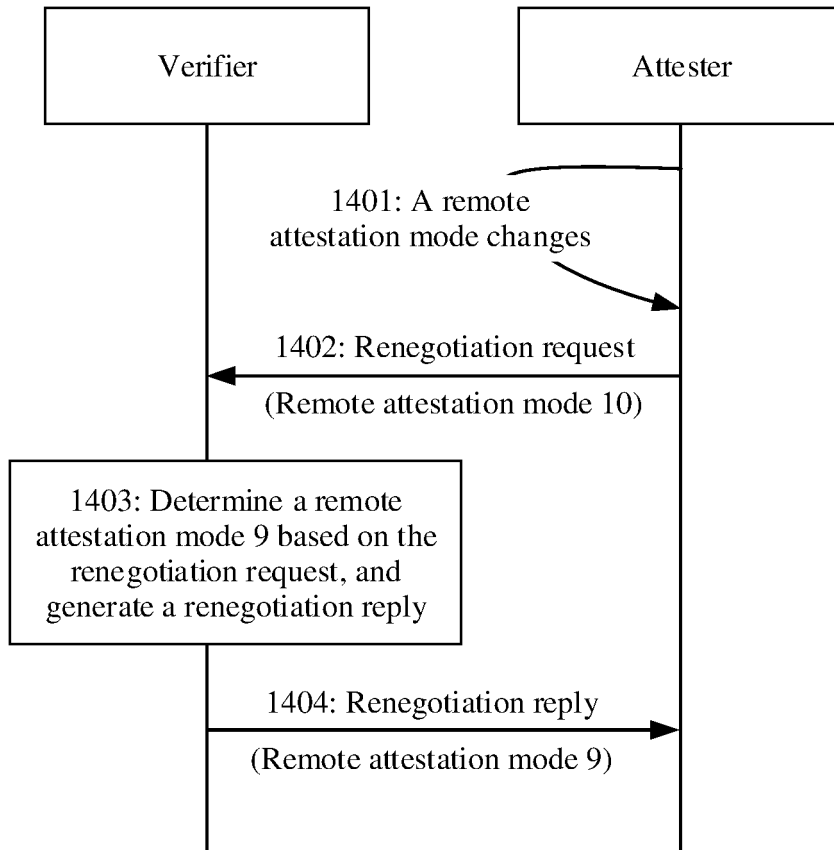 Verifier
Attester
1401: A remote
attestation mode changes
1402: Renegotiation request
(Remote attestation mode 10)
1403: Determine a remote
attestation mode 9 based on the
renegotiation request, and
generate a renegotiation reply
1404: Renegotiation reply
(Remote attestation mode 9)